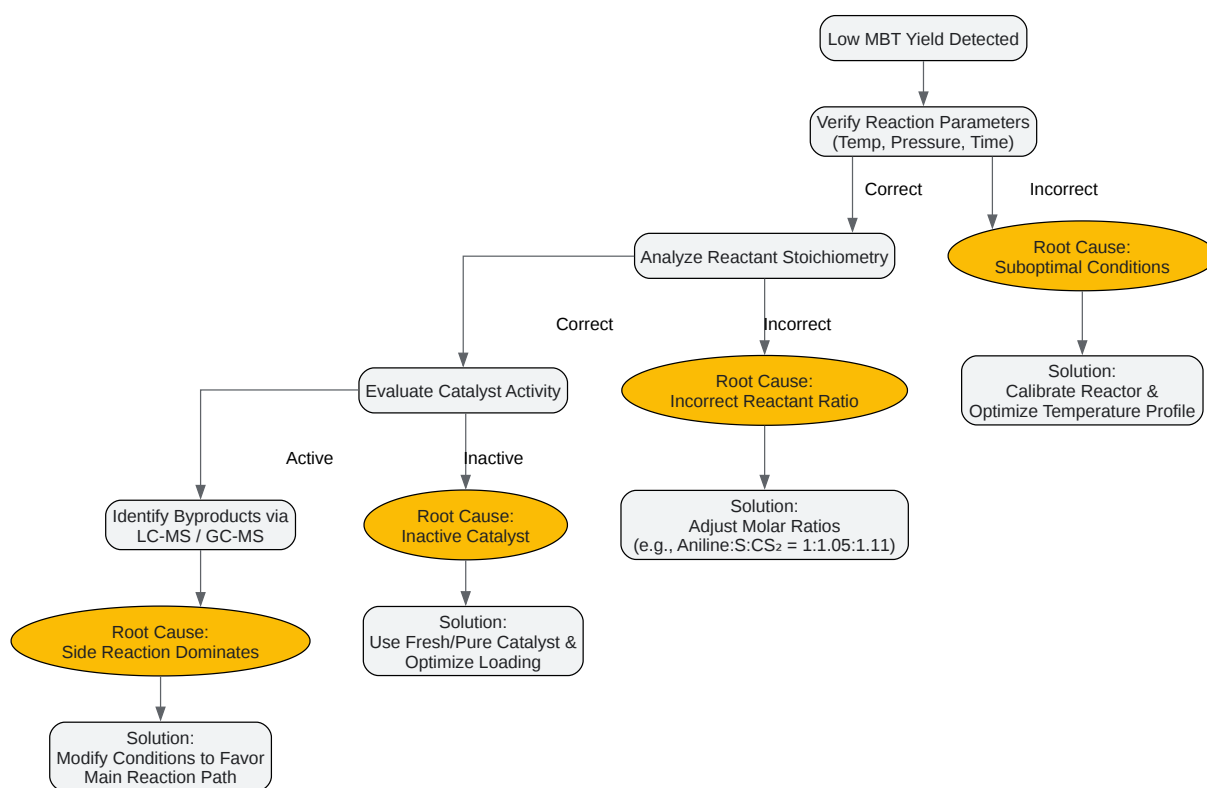 Low MBT Yield Detected
Verify Reaction Parameters
(Temp, Pressure, Time)
Correct
Incorrect
Analyze Reactant Stoichiometry
Root Cause:
Suboptimal Conditions
Correct
Incorrect
Evaluate Catalyst Activity
Root Cause:
Incorrect Reactant Ratio
Solution:
Calibrate Reactor &
Optimize Temperature Profile
Active
Inactive
Identify Byproducts via
LC-MS / GC-MS
Root Cause:
Inactive Catalyst
Solution:
Adjust Molar Ratios
(e.g., Aniline:S:CS₂ = 1:1.05:1.11)
Root Cause:
Side Reaction Dominates
Solution:
Use Fresh/Pure Catalyst &
Optimize Loading
Solution:
Modify Conditions to Favor
Main Reaction Path